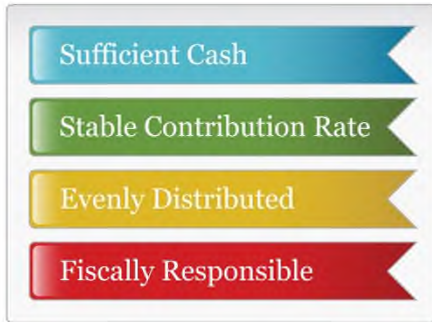 Sufficient Cash
Stable Contribution Rate
Evenly Distributed
Fiscally Responsible